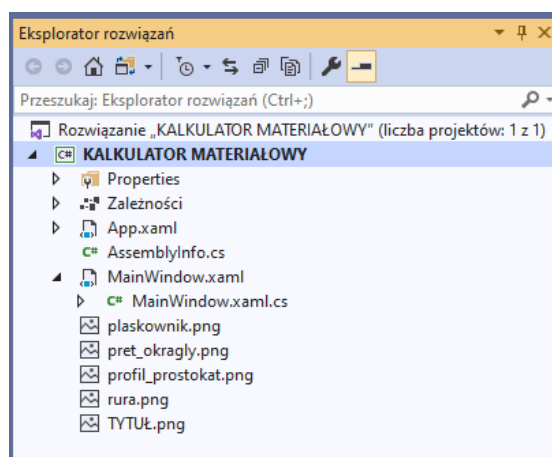 Eksplorator rozwiązań
Przeszukaj: Eksplorator rozwiązań (Ctrl+;)
Rozwiązanie „KALKULATOR MATERIAŁOWY" (liczba projektów: 1 z 1)
C# KALKULATOR MATERIAŁOWY
Properties
Zależności
App.xaml
C# AssemblyInfo.cs
MainWindow.xaml
C# MainWindow.xaml.cs
plaskownik.png
pret_okragly.png
profil_prostokat.png
rura.png
TYTUŁ.png